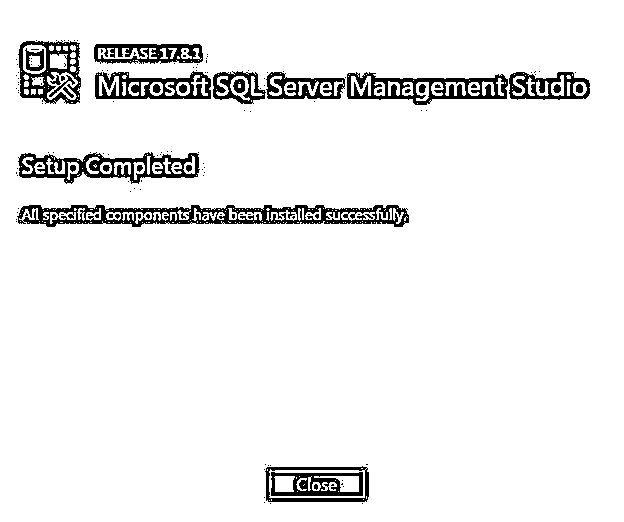 RELEASE 17.8.1
Microsoft SQL Server Management Studio
Setup Completed
All specified components have been installed successfully.
Close